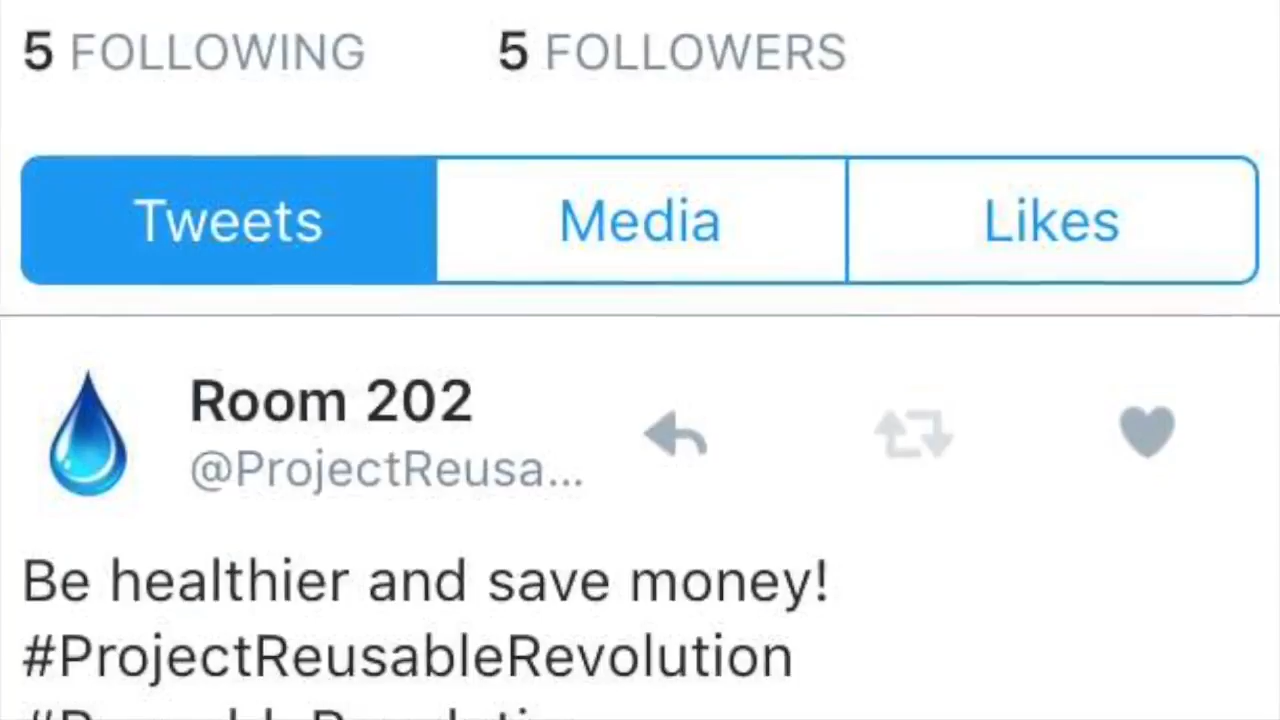 5 FOLLOWING 5 FOLLOWERS
Tweets Media Likes
Room 202
@ProjectReusa...
Be healthier and save money!
#ProjectReusableRevolution